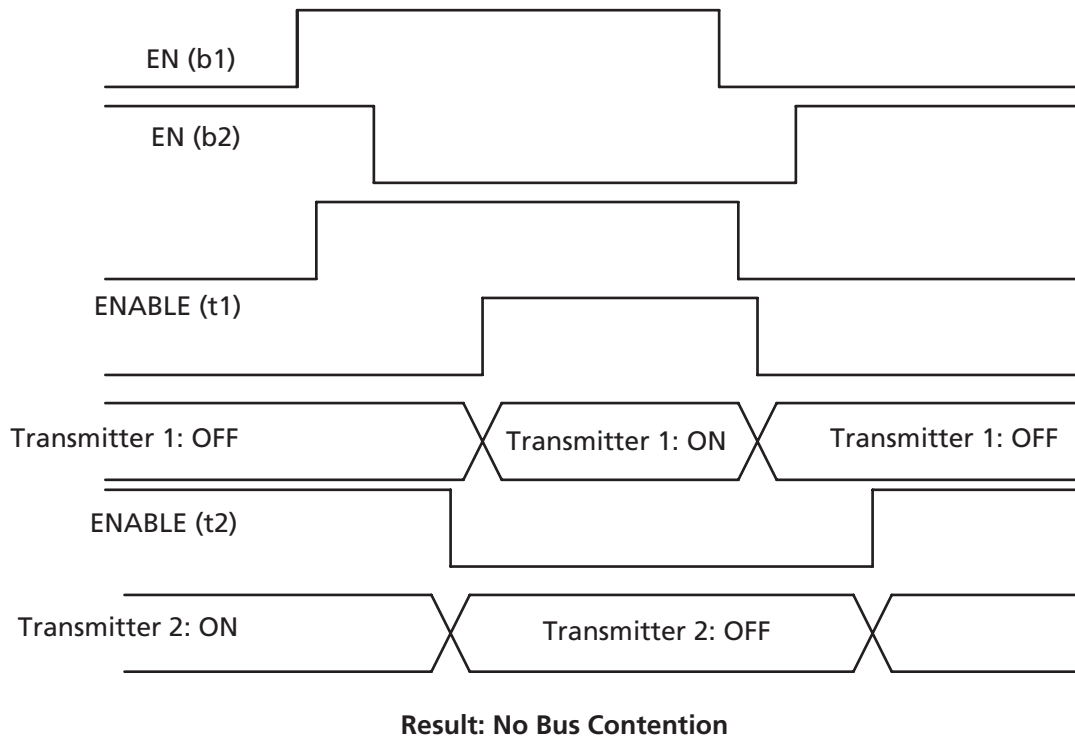 EN (b1)
EN (b2)
ENABLE (t1)
Transmitter 1: OFF
Transmitter 1: ON
Transmitter 1: OFF
ENABLE (t2)
Transmitter 2: ON
Transmitter 2: OFF
Result: No Bus Contention